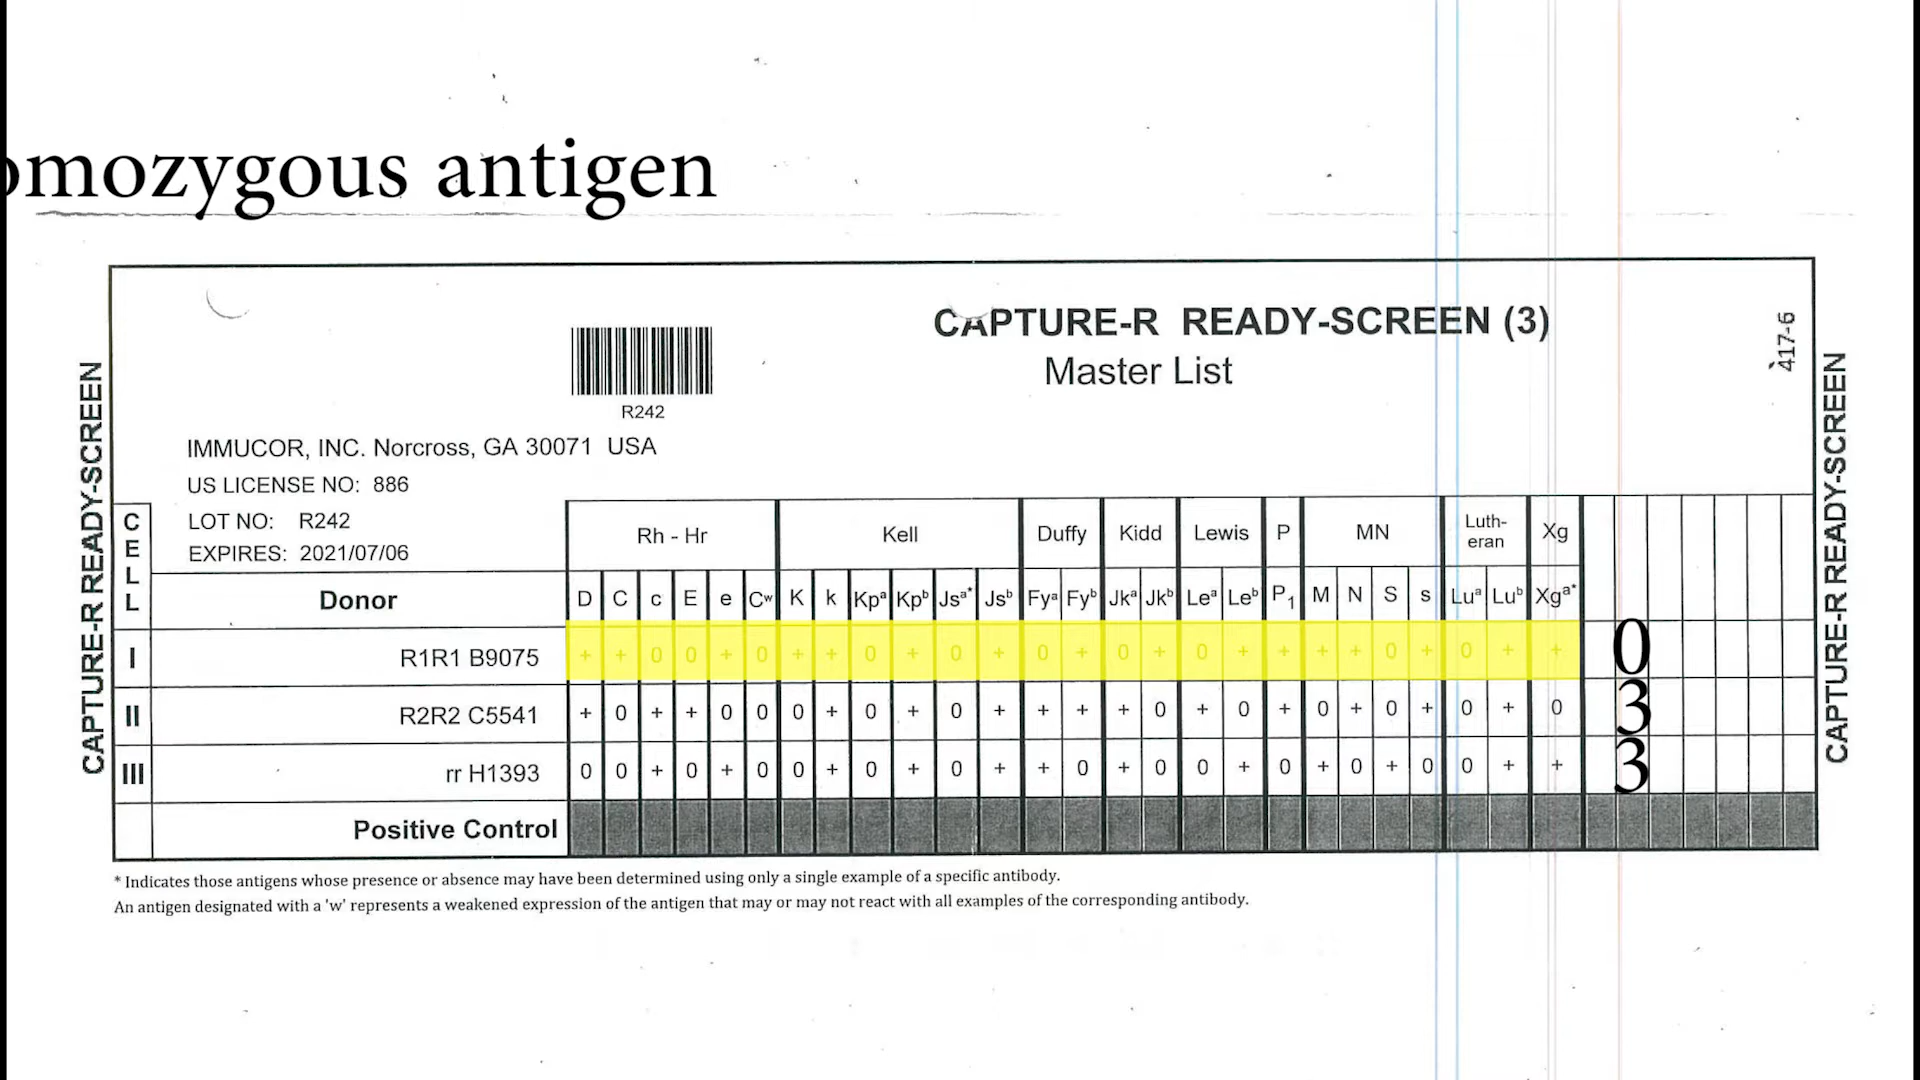 omozygous antigen
CAPTURE-R READY-SCREEN (3)
Master List
417-6
R242
IMMUCOR, INC. Norcross, GA 30071 USA
US LICENSE NO: 886
LOT NO: R242
EXPIRES: 2021/07/06
CAPTURE-R READY-SCREEN
CAPTURE-R READY-SCREEN
CELL
Rh - Hr Kell Duffy Kidd Lewis P MN Luth-eran Xg
Donor D C c E e Cʷ K k Kpᵃ Kpᵇ Jsᵃ* Jsᵇ Fyᵃ Fyᵇ Jkᵃ Jkᵇ Leᵃ Leᵇ P₁ M N S s Luᵃ Luᵇ Xgᵃ*
I R1R1 B9075 + + 0 0 + 0 + + 0 + 0 + 0 + 0 + 0 + + + + 0 + 0 + + 0
II R2R2 C5541 + 0 + + 0 0 0 + 0 + 0 + + + + 0 + 0 + 0 + 0 + 0 + 0 3
III rr H1393 0 0 + 0 + 0 0 + 0 + 0 + + 0 + 0 0 + 0 + 0 + 0 0 + + 3
Positive Control
* Indicates those antigens whose presence or absence may have been determined using only a single example of a specific antibody.
An antigen designated with a 'w' represents a weakened expression of the antigen that may or may not react with all examples of the corresponding antibody.